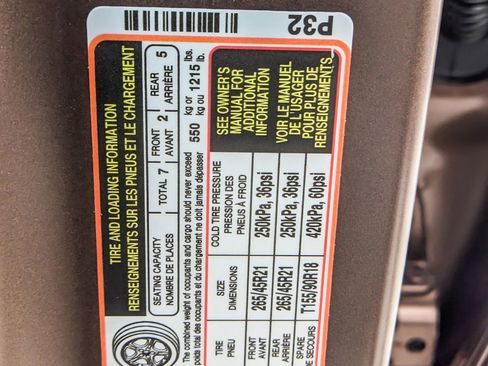 P32
TIRE AND LOADING INFORMATION
RENSEIGNEMENTS SUR LES PNEUS ET LE CHARGEMENT
SEATING CAPACITY
NOMBRE DE PLACES
TOTAL 7
FRONT
AVANT 2
REAR
ARRIÈRE 5
The combined weight of occupants and cargo should never exceed 550 kg or 1215 lbs.
poids total des occupants et du chargement ne doit jamais dépasser kg ou lb.
TIRE
PNEU
SIZE
DIMENSIONS
COLD TIRE PRESSURE
PRESSION DES
PNEUS À FROID
FRONT
AVANT
265/45R21
250kPa, 36psi
REAR
ARRIÈRE
265/45R21
250kPa, 36psi
SPARE
DE SECOURS
T155/90R18
420kPa, 60psi
SEE OWNER'S
MANUAL FOR
ADDITIONAL
INFORMATION
VOIR LE MANUEL
DE L'USAGER
POUR PLUS DE
RENSEIGNEMENTS